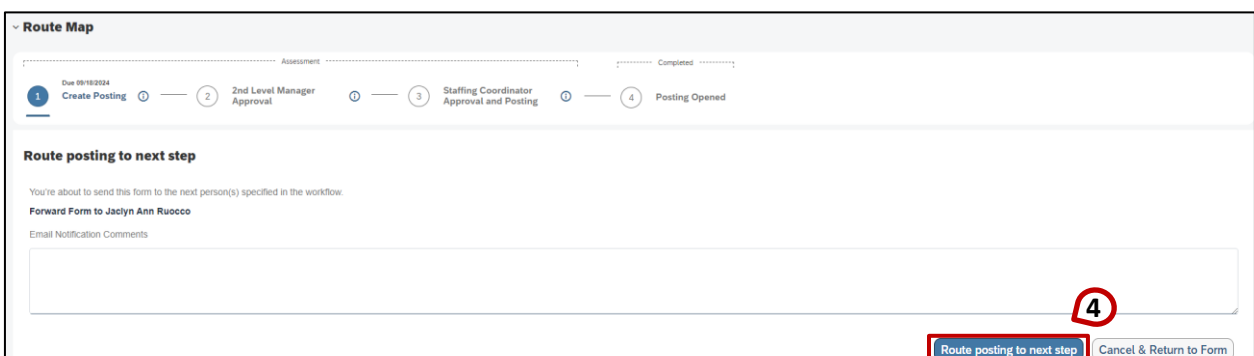 Route Map
Assessment
Completed
Due 09/19/2024
1 Create Posting
2 2nd Level Manager
Approval
3 Staffing Coordinator
Approval and Posting
4 Posting Opened
Route posting to next step
You're about to send this form to the next person(s) specified in the workflow.
Forward Form to Jaclyn Ann Ruocco
Email Notification Comments
4
Route posting to next step
Cancel & Return to Form